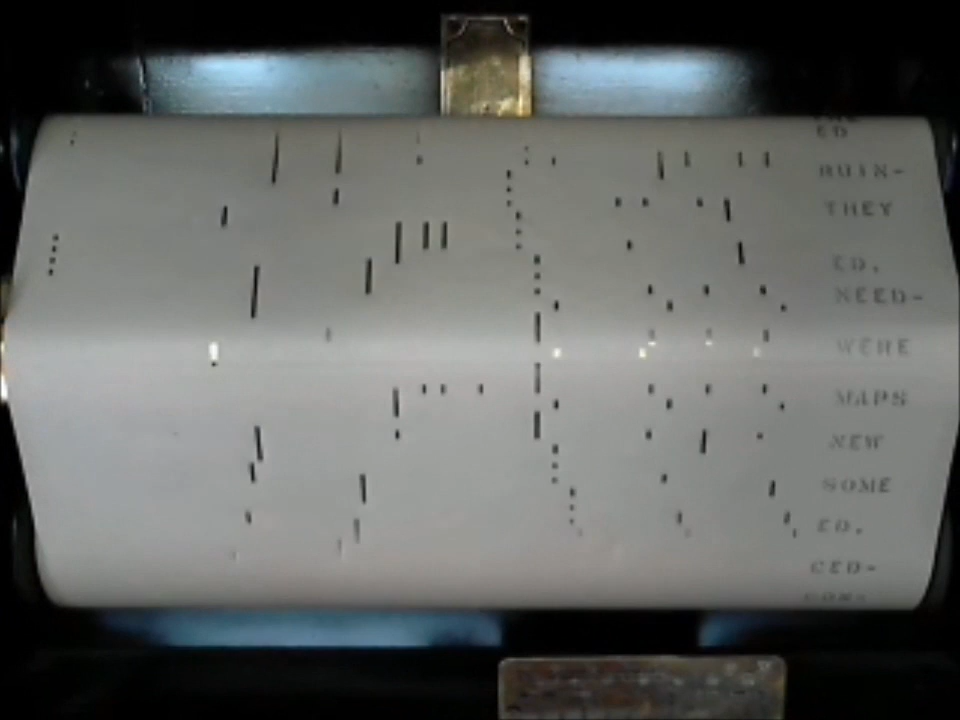 ED
RUIN-
THEY
ED,
NEED-
WERE
MAPS
NEW
SOME
ED,
CED-